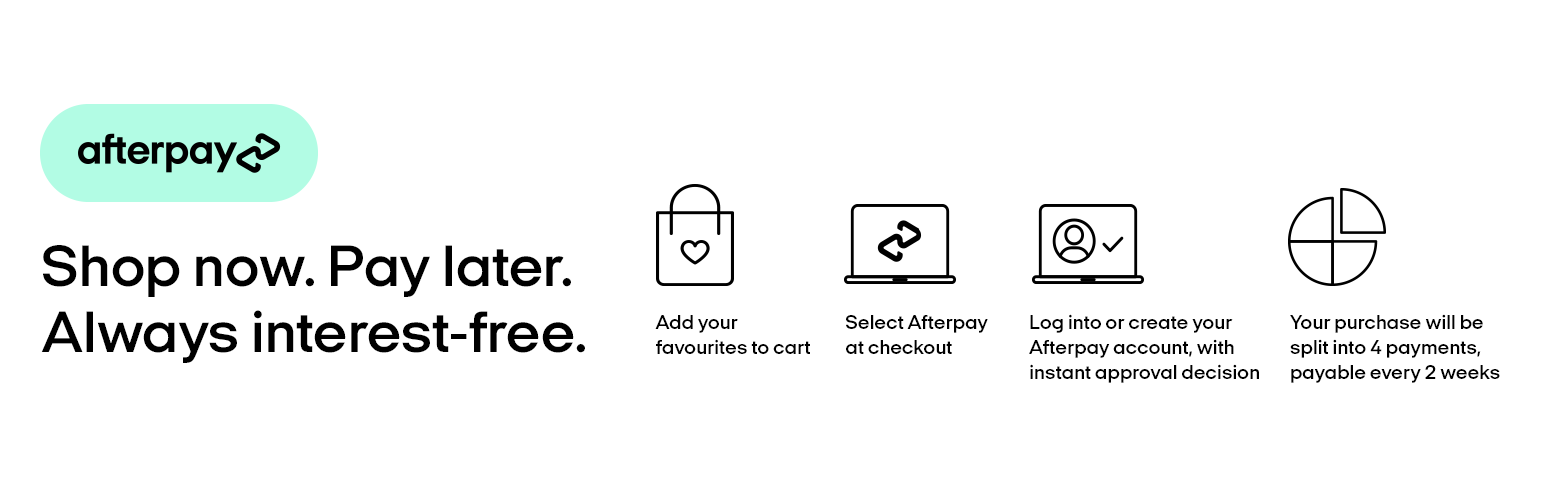 afterpay
Shop now. Pay later.
Always interest-free.
Add your
favourites to cart
Select Afterpay
at checkout
Log into or create your
Afterpay account, with
instant approval decision
Your purchase will be
split into 4 payments,
payable every 2 weeks